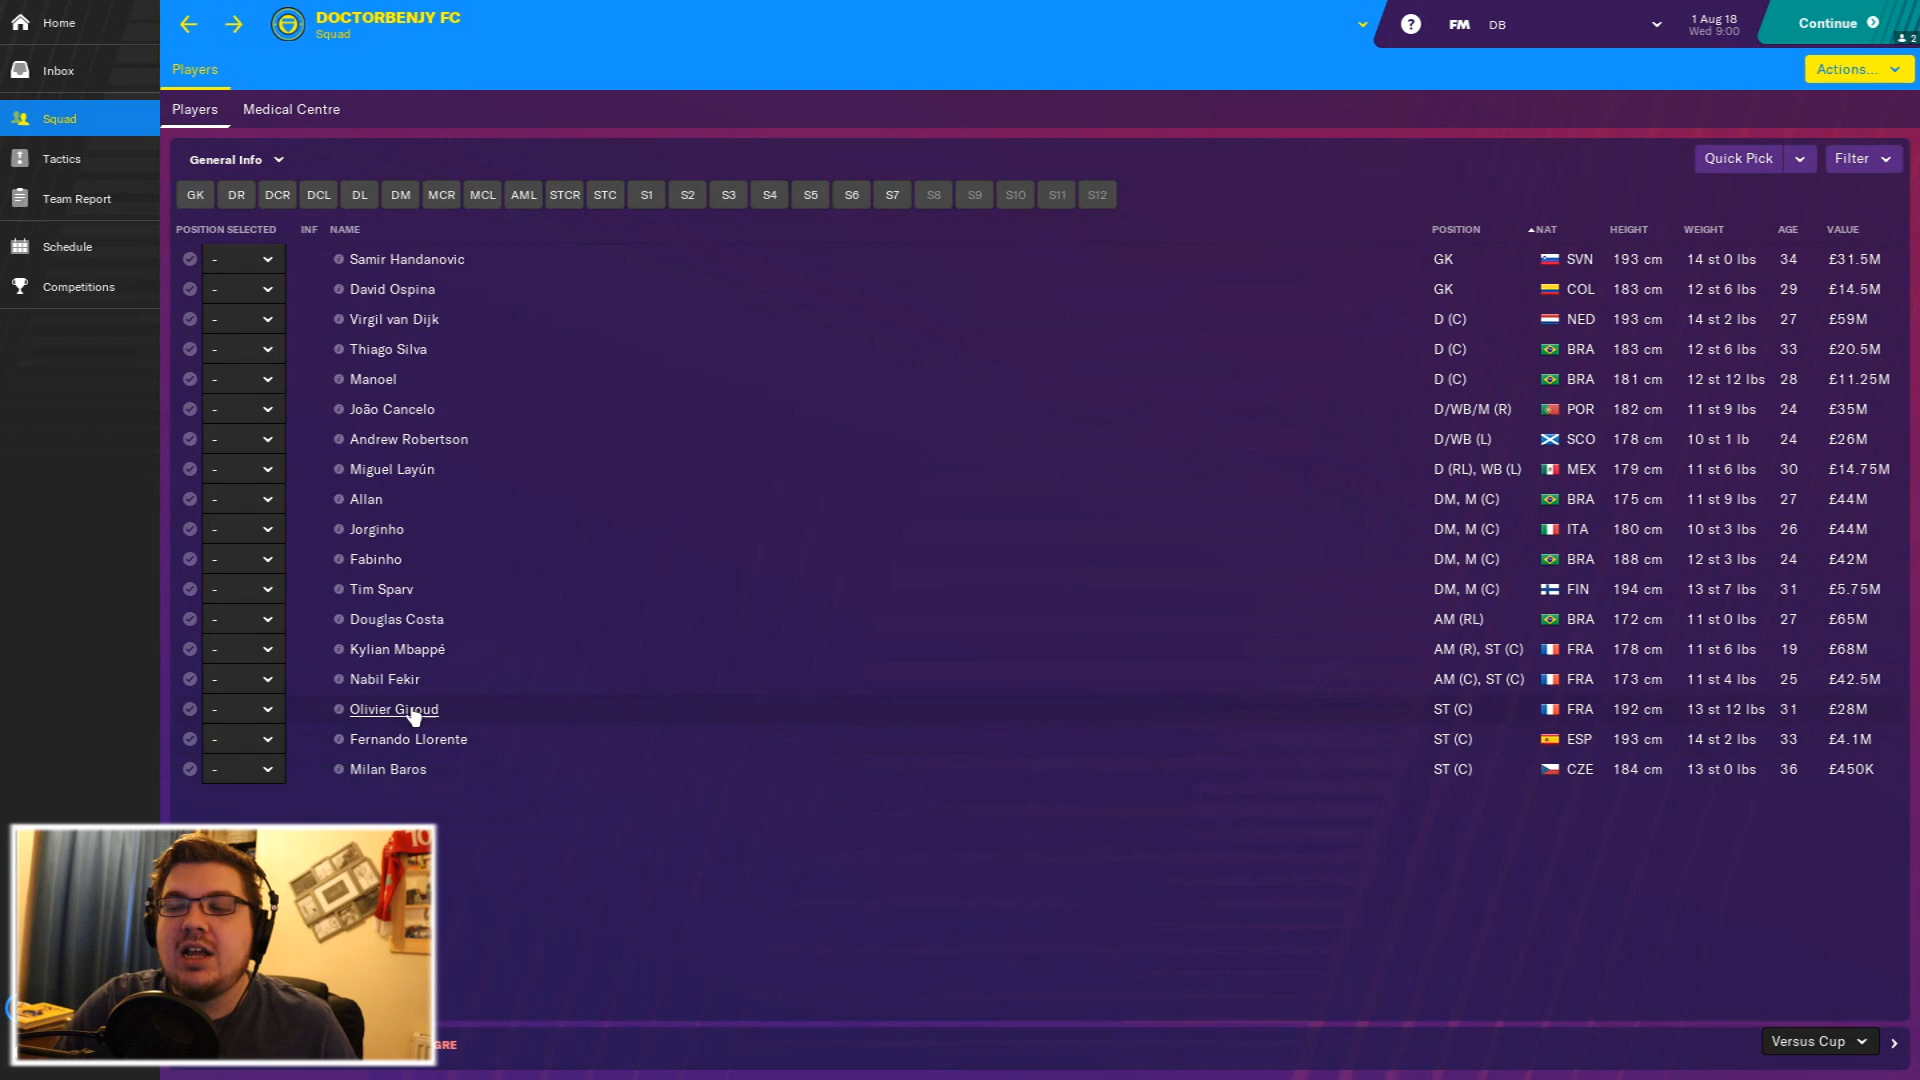 Home
Inbox
Squad
Tactics
Team Report
Schedule
Competitions
DOCTORBENJY FC
Squad
?
FM DB
1 Aug 18
Wed 9:00
Continue
2
Players
Actions...
Players Medical Centre
General Info
Quick Pick Filter
GK DR DCR DCL DL DM MCR MCL AML STCR STC S1 S2 S3 S4 S5 S6 S7 S8 S9 S10 S11 S12
POSITION SELECTED INF NAME POSITION NAT HEIGHT WEIGHT AGE VALUE
- Samir Handanovic GK SVN 193 cm 14 st 0 lbs 34 £31.5M
- David Ospina GK COL 183 cm 12 st 6 lbs 29 £14.5M
- Virgil van Dijk D (C) NED 193 cm 14 st 2 lbs 27 £59M
- Thiago Silva D (C) BRA 183 cm 12 st 6 lbs 33 £20.5M
- Manoel D (C) BRA 181 cm 12 st 12 lbs 28 £11.25M
- João Cancelo D/WB/M (R) POR 182 cm 11 st 9 lbs 24 £35M
- Andrew Robertson D/WB (L) SCO 178 cm 10 st 1 lb 24 £26M
- Miguel Layún D (RL), WB (L) MEX 179 cm 11 st 6 lbs 30 £14.75M
- Allan DM, M (C) BRA 175 cm 11 st 9 lbs 27 £44M
- Jorginho DM, M (C) ITA 180 cm 10 st 3 lbs 26 £44M
- Fabinho DM, M (C) BRA 188 cm 12 st 3 lbs 24 £42M
- Tim Sparv DM, M (C) FIN 194 cm 13 st 7 lbs 31 £5.75M
- Douglas Costa AM (RL) BRA 172 cm 11 st 0 lbs 27 £65M
- Kylian Mbappé AM (R), ST (C) FRA 178 cm 11 st 6 lbs 19 £68M
- Nabil Fekir AM (C), ST (C) FRA 173 cm 11 st 4 lbs 25 £42.5M
- Olivier Giroud ST (C) FRA 192 cm 13 st 12 lbs 31 £28M
- Fernando Llorente ST (C) ESP 193 cm 14 st 2 lbs 33 £4.1M
- Milan Baros ST (C) CZE 184 cm 13 st 0 lbs 36 £450K
GRE
Versus Cup